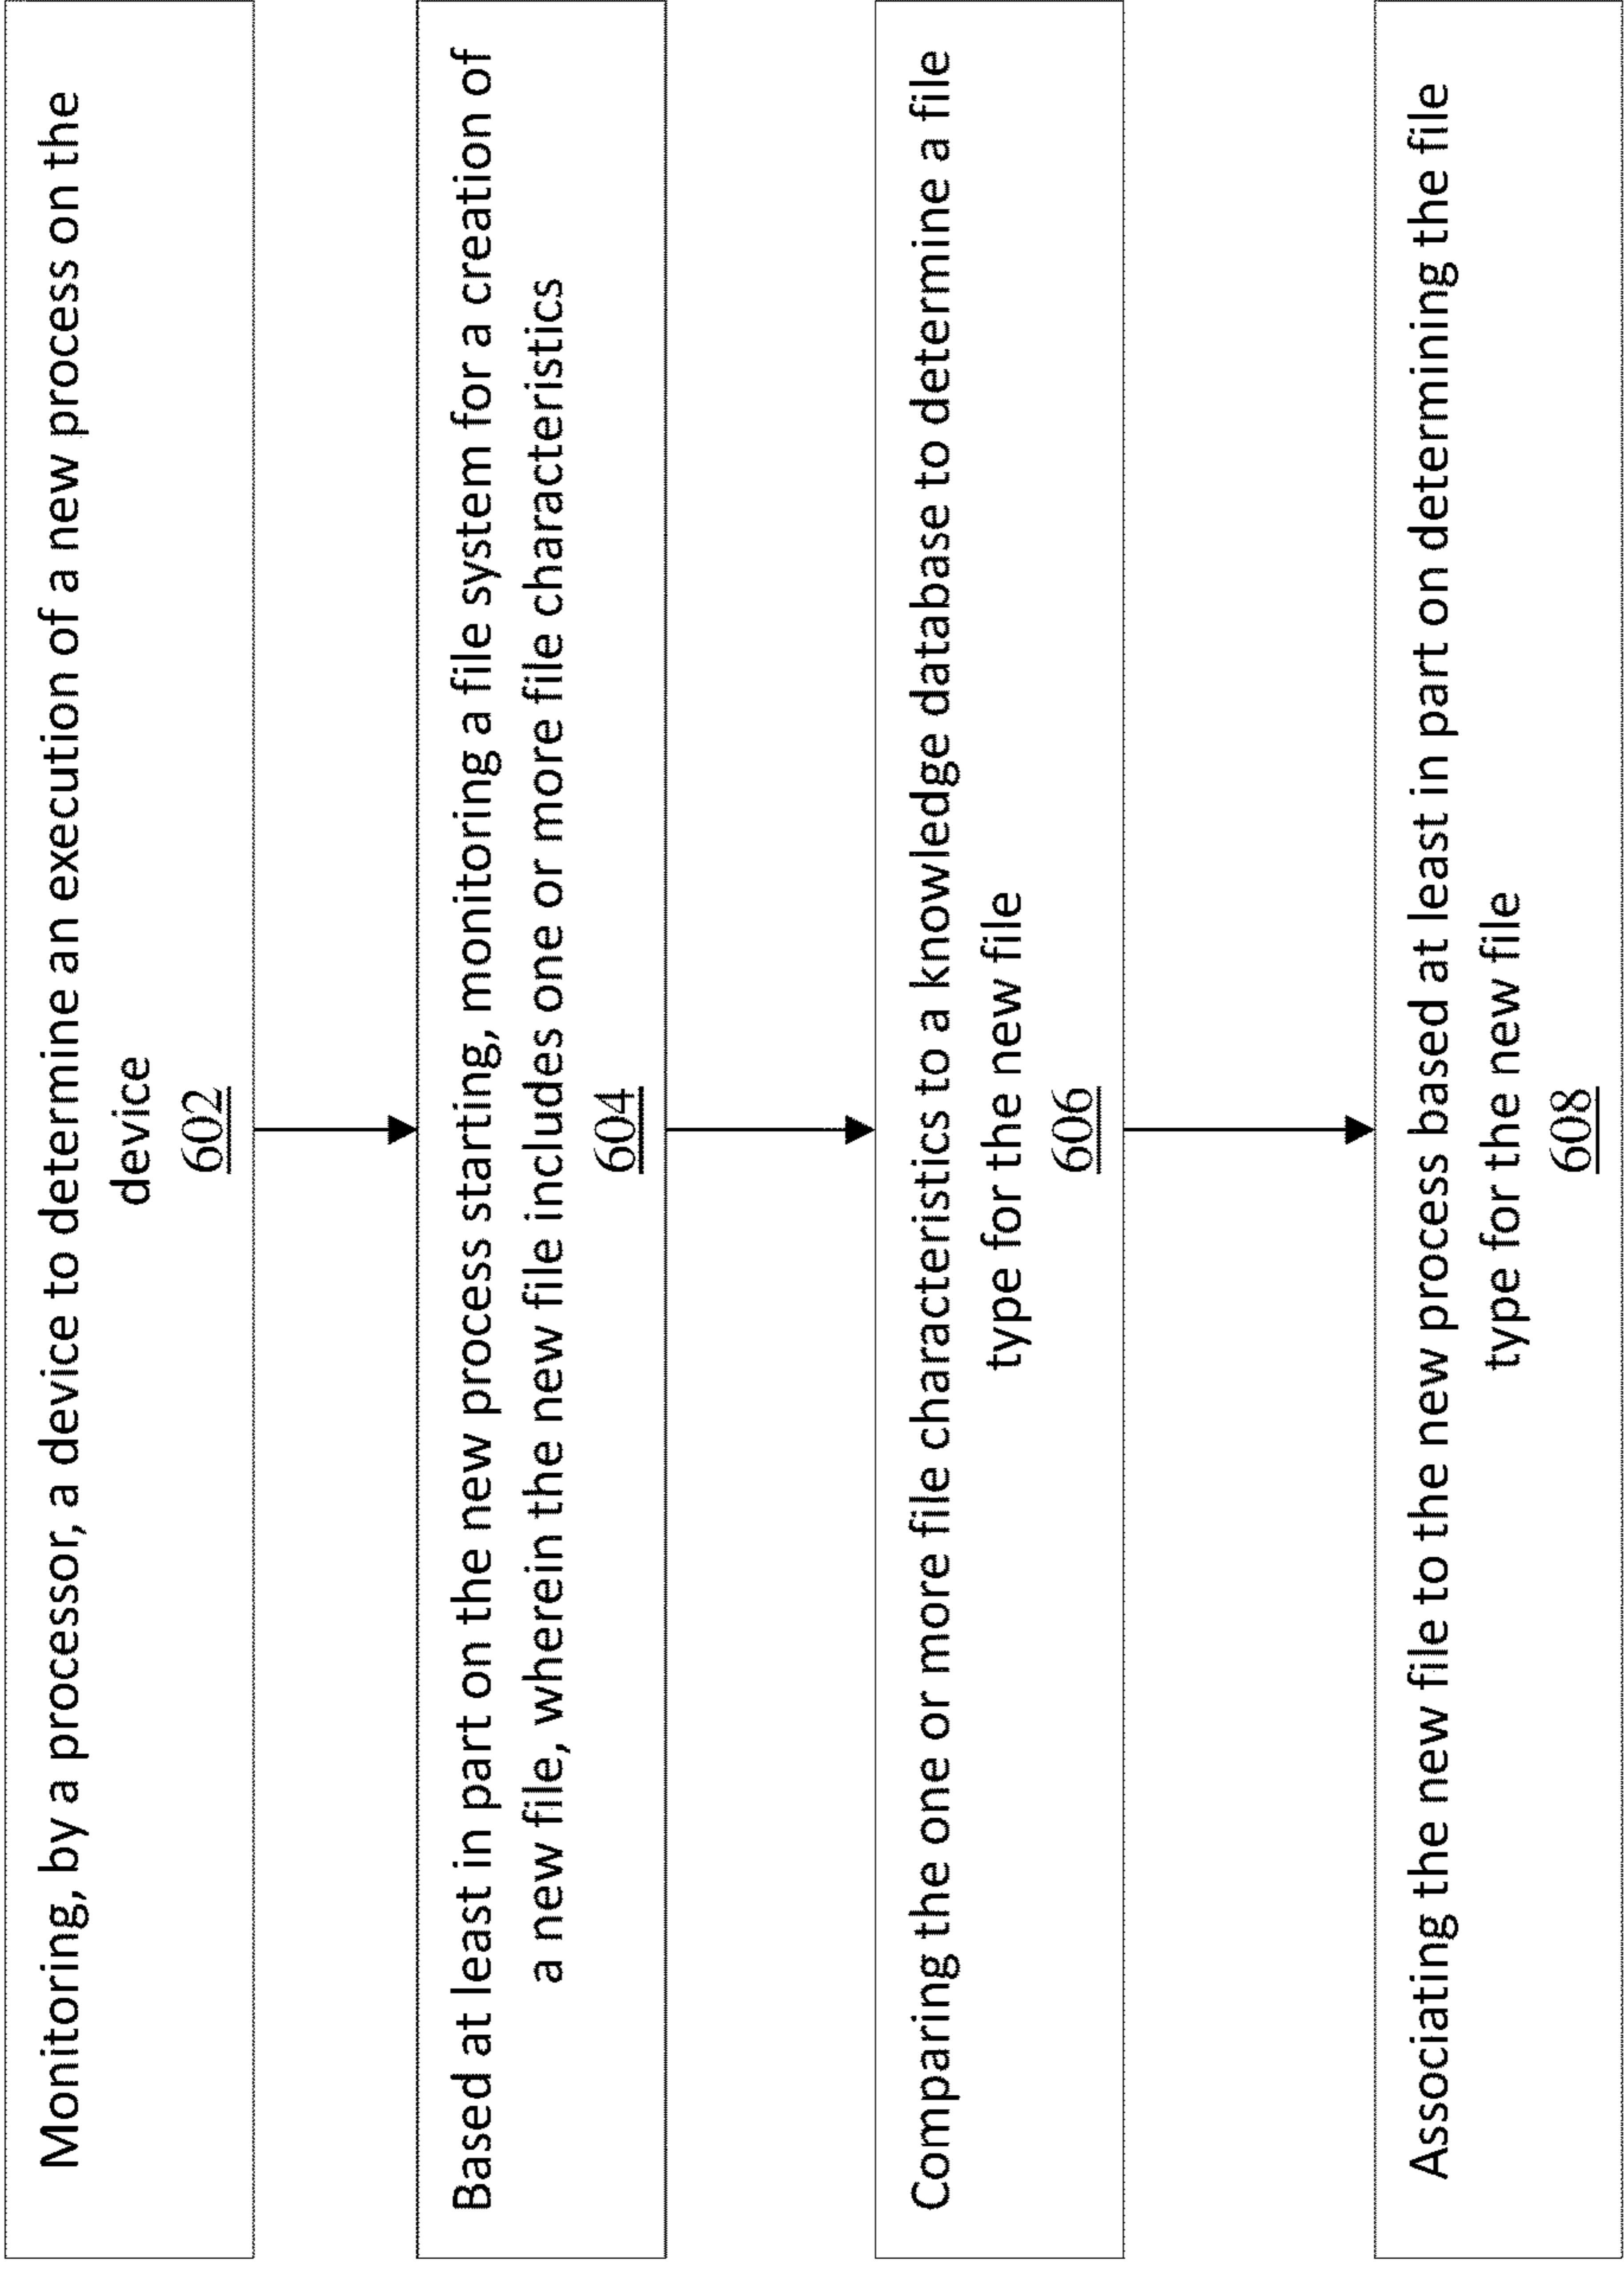 Monitoring, by a processor, a device to determine an execution of a new process on the
device
602
Based at least in part on the new process starting, monitoring a file system for a creation of
a new file, wherein the new file includes one or more file characteristics
604
Comparing the one or more file characteristics to a knowledge database to determine a file
type for the new file
606
Associating the new file to the new process based at least in part on determining the file
type for the new file
608